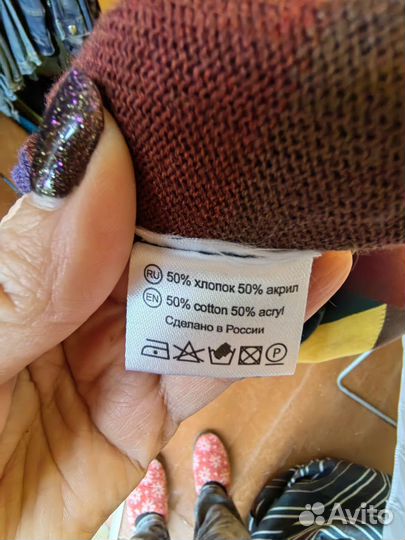 RU 50% хлопок 50% акрил
EN 50% cotton 50% acryl
Сделано в России
P
Avito